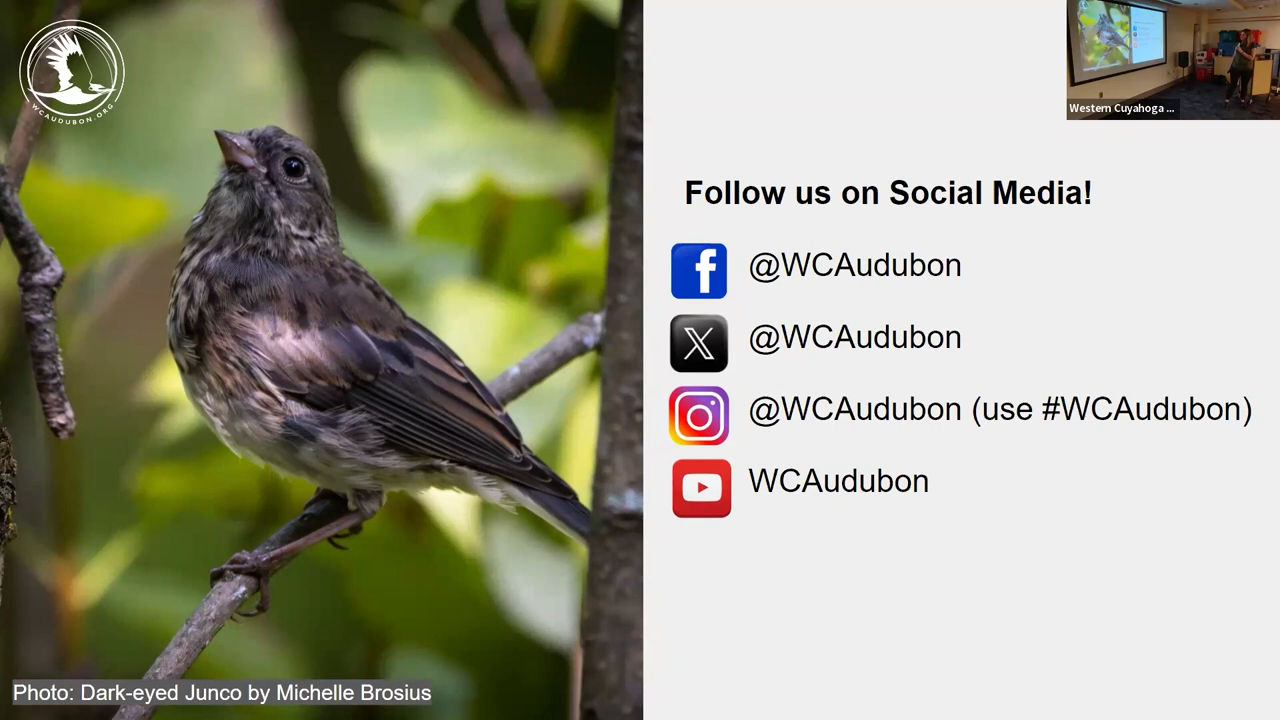 WCAUDUBON.ORG
Western Cuyahoga ...
Follow us on Social Media!
@WCAudubon
@WCAudubon
@WCAudubon (use #WCAudubon)
WCAudubon
Photo: Dark-eyed Junco by Michelle Brosius